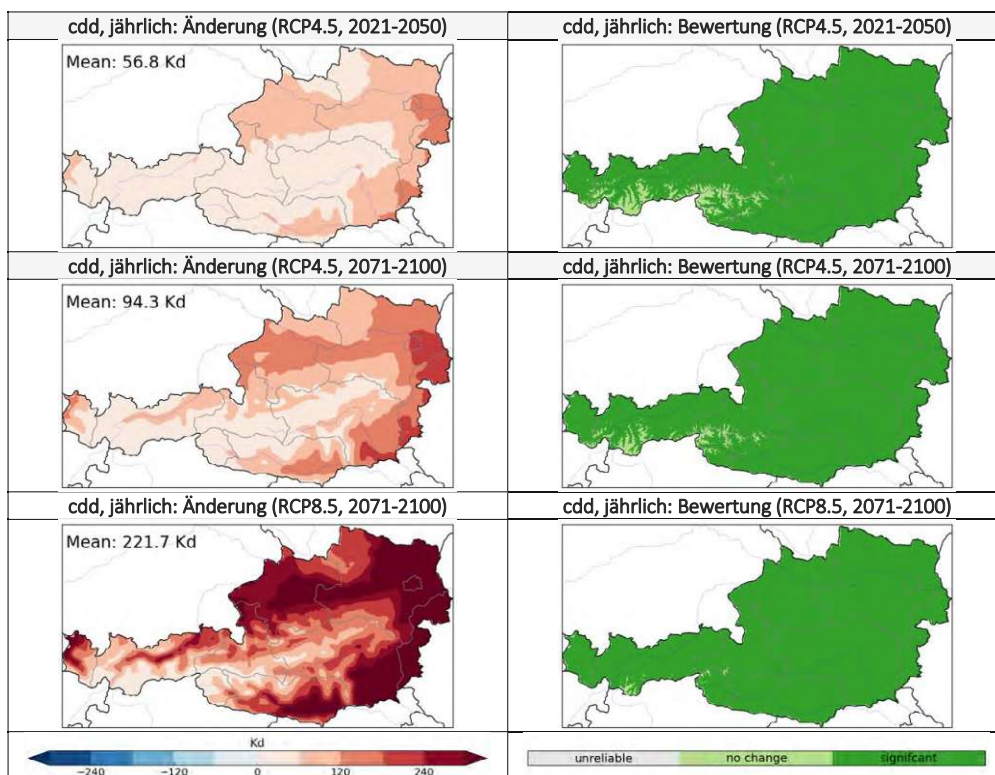 cdd, jährlich: Änderung (RCP4.5, 2021-2050)
cdd, jährlich: Bewertung (RCP4.5, 2021-2050)
Mean: 56.8 Kd
cdd, jährlich: Änderung (RCP4.5, 2071-2100)
cdd, jährlich: Bewertung (RCP4.5, 2071-2100)
Mean: 94.3 Kd
cdd, jährlich: Änderung (RCP8.5, 2071-2100)
cdd, jährlich: Bewertung (RCP8.5, 2071-2100)
Mean: 221.7 Kd
Kd
−240 −120 0 120 240
unreliable no change signifcant